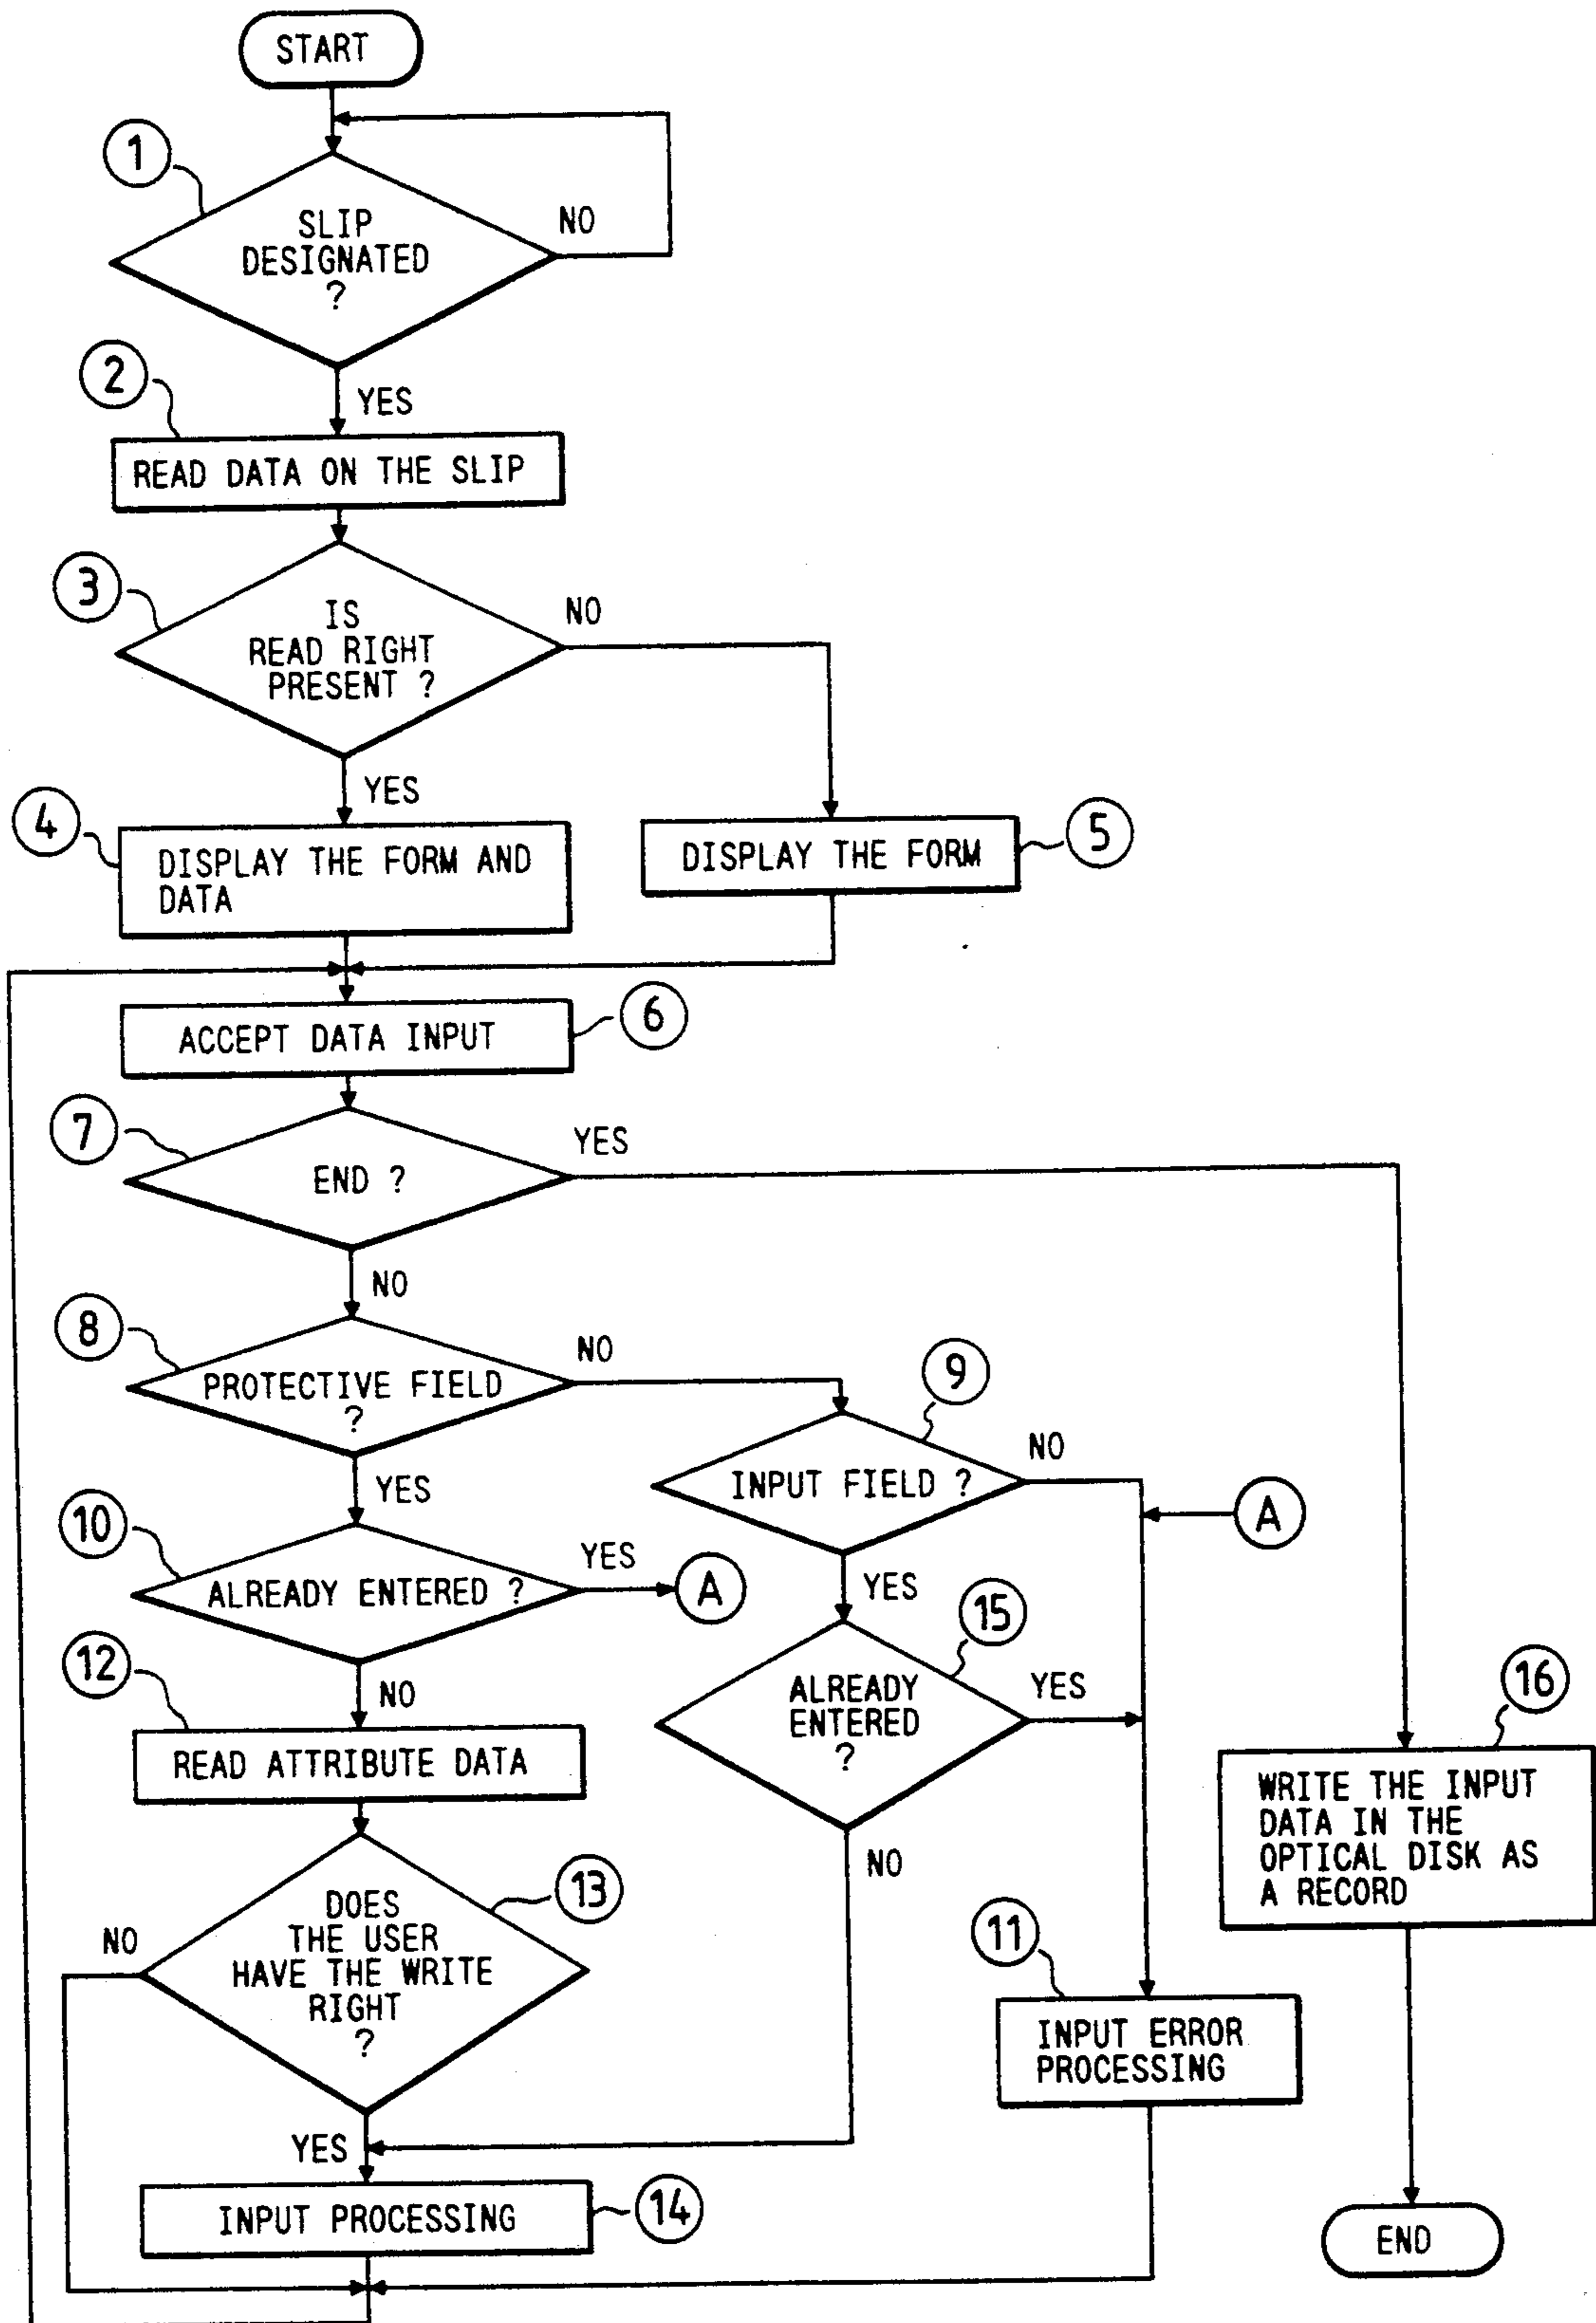 START
1
SLIP
DESIGNATED
?
NO
2
YES
READ DATA ON THE SLIP
3
IS
READ RIGHT
PRESENT ?
NO
YES
4
DISPLAY THE FORM AND
DATA
DISPLAY THE FORM
5
ACCEPT DATA INPUT
6
7
END ?
YES
NO
8
PROTECTIVE FIELD
?
NO
9
INPUT FIELD ?
NO
A
YES
10
ALREADY ENTERED ?
YES
A
YES
15
ALREADY
ENTERED
?
YES
16
WRITE THE INPUT
DATA IN THE
OPTICAL DISK AS
A RECORD
12
NO
READ ATTRIBUTE DATA
NO
13
DOES
THE USER
HAVE THE WRITE
RIGHT
?
NO
11
INPUT ERROR
PROCESSING
YES
INPUT PROCESSING
14
END